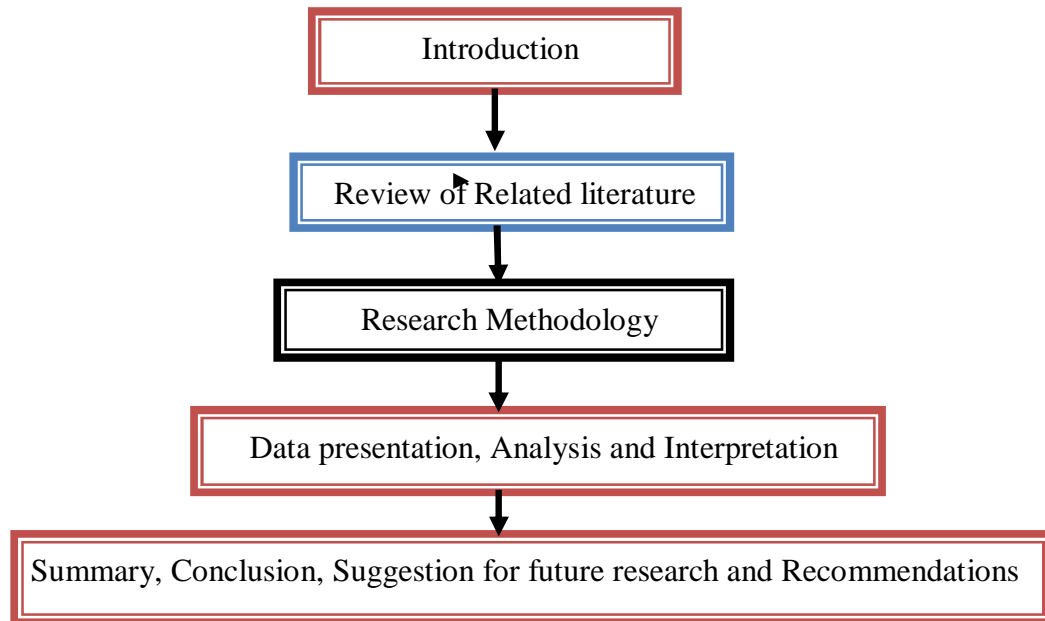 Introduction
Review of Related literature
Research Methodology
Data presentation, Analysis and Interpretation
Summary, Conclusion, Suggestion for future research and Recommendations